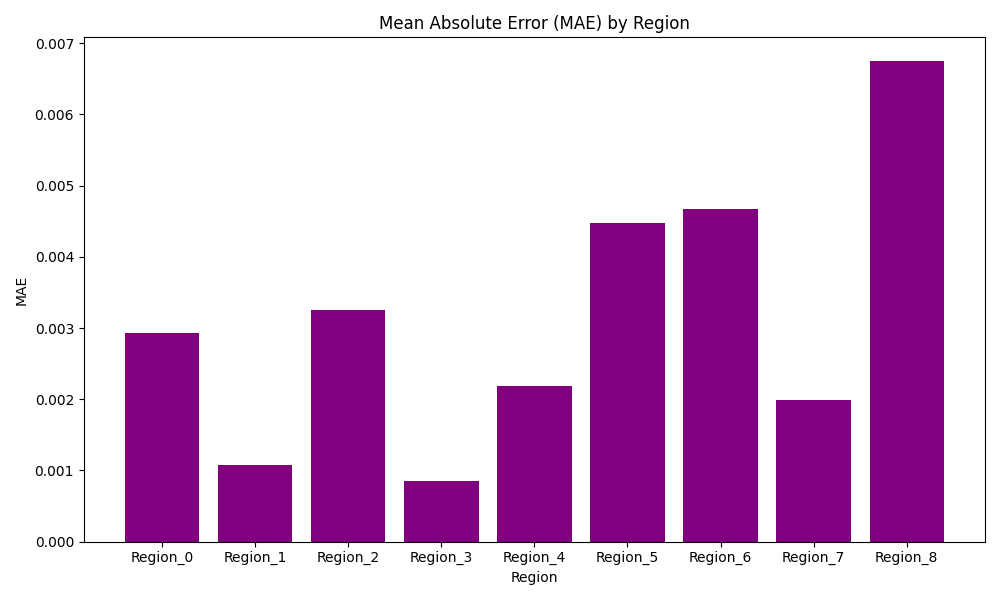 Mean Absolute Error (MAE) by Region
0.007
0.006
0.005
0.004
0.003
0.002
0.001
0.000
MAE
Region_0 Region_1 Region_2 Region_3 Region_4 Region_5 Region_6 Region_7 Region_8
Region